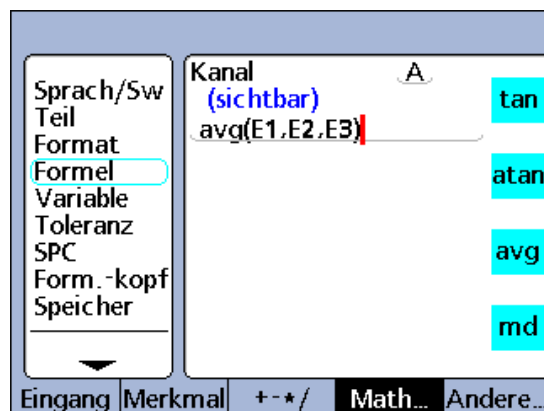 Sprach/Sw
Teil
Format
Formel
Variable
Toleranz
SPC
Form.-kopf
Speicher
Kanal A
(sichtbar)
avg(E1,E2,E3)
tan
atan
avg
md
Eingang Merkmal +-*/ Math... Andere...